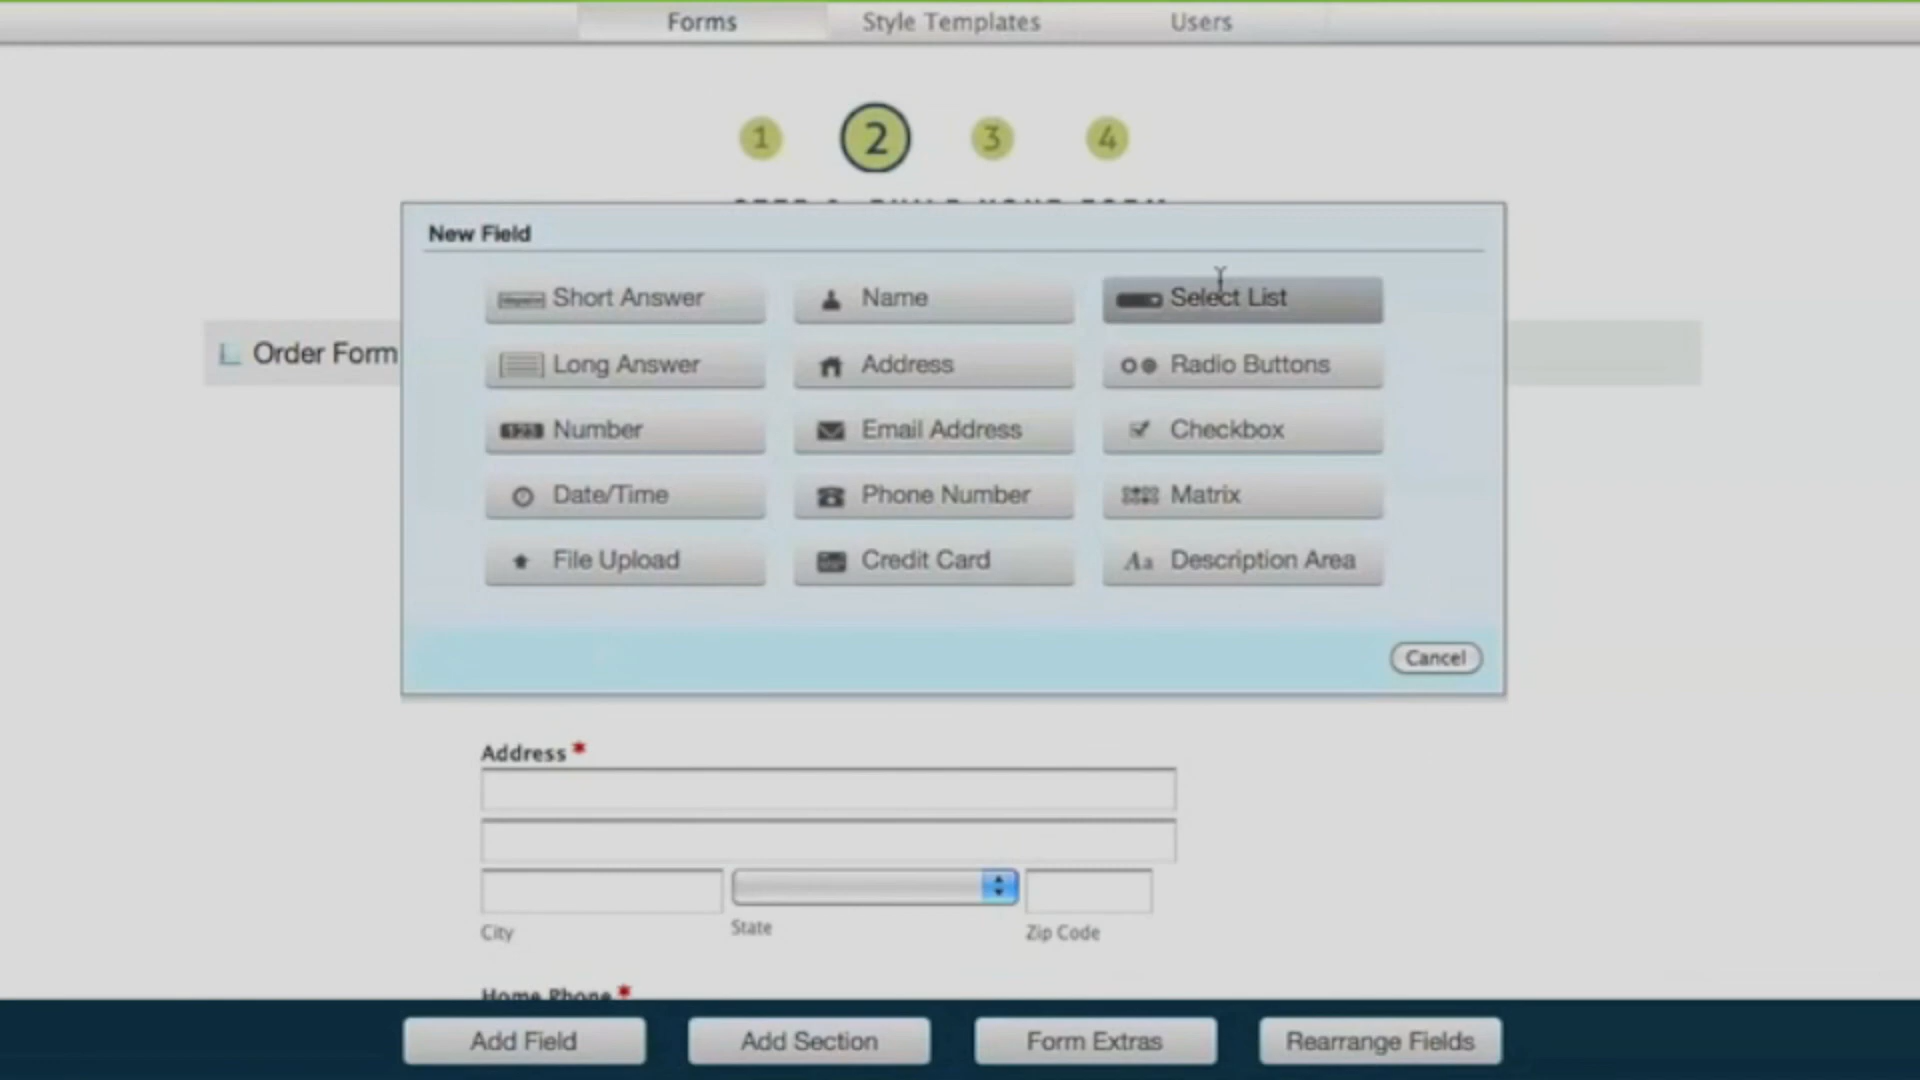 Forms Style Templates Users
1 2 3 4
New Field
Short Answer Name Select List
Order Form
Long Answer Address Radio Buttons
123 Number Email Address Checkbox
Date/Time Phone Number Matrix
File Upload Credit Card Aa Description Area
Cancel
Address *
City State Zip Code
Home Phone *
Add Field Add Section Form Extras Rearrange Fields